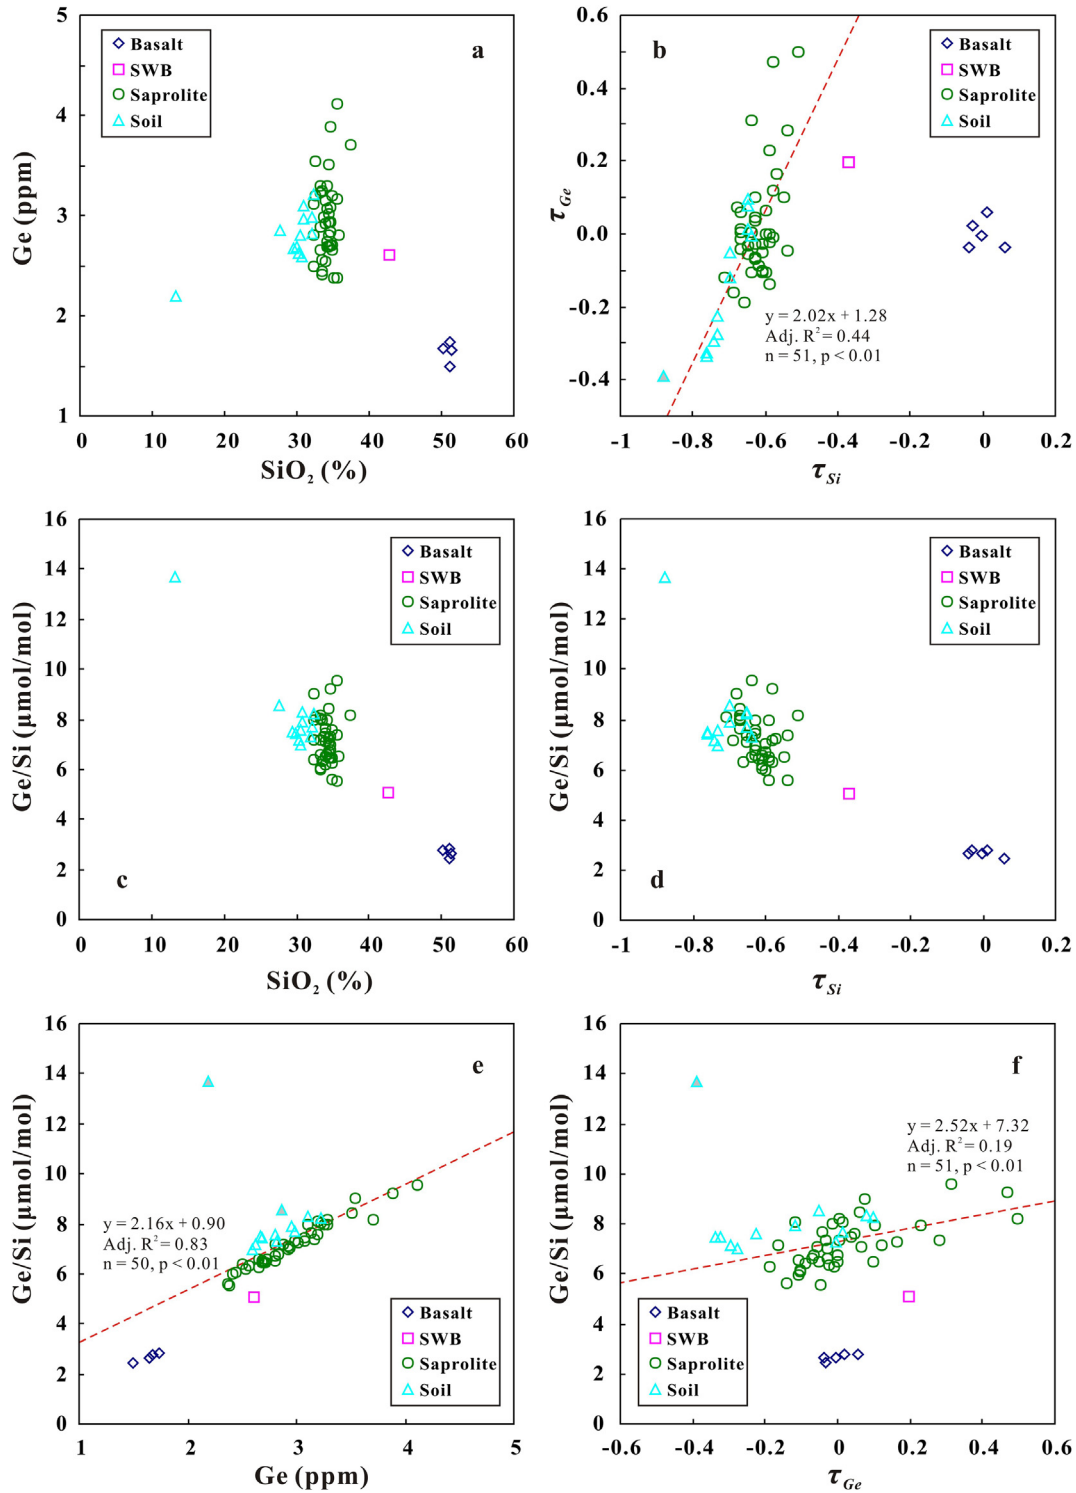 a
Basalt
SWB
Saprolite
Soil
5
4
3
2
1
Ge (ppm)
0 10 20 30 40 50 60
SiO₂ (%)
b
Basalt
SWB
Saprolite
Soil
0.6
0.4
0.2
0.0
-0.2
-0.4
τGe
y = 2.02x + 1.28
Adj. R² = 0.44
n = 51, p < 0.01
-1 -0.8 -0.6 -0.4 -0.2 0 0.2
τSi
Basalt
SWB
Saprolite
Soil
16
14
12
10
8
6
4
2
0
Ge/Si (μmol/mol)
c
0 10 20 30 40 50 60
SiO₂ (%)
Basalt
SWB
Saprolite
Soil
16
14
12
10
8
6
4
2
0
Ge/Si (μmol/mol)
d
-1 -0.8 -0.6 -0.4 -0.2 0 0.2
τSi
e
16
14
12
10
8
6
4
2
0
Ge/Si (μmol/mol)
y = 2.16x + 0.90
Adj. R² = 0.83
n = 50, p < 0.01
Basalt
SWB
Saprolite
Soil
1 2 3 4 5
Ge (ppm)
f
16
14
12
10
8
6
4
2
0
Ge/Si (μmol/mol)
y = 2.52x + 7.32
Adj. R² = 0.19
n = 51, p < 0.01
Basalt
SWB
Saprolite
Soil
-0.6 -0.4 -0.2 0 0.2 0.4 0.6
τGe